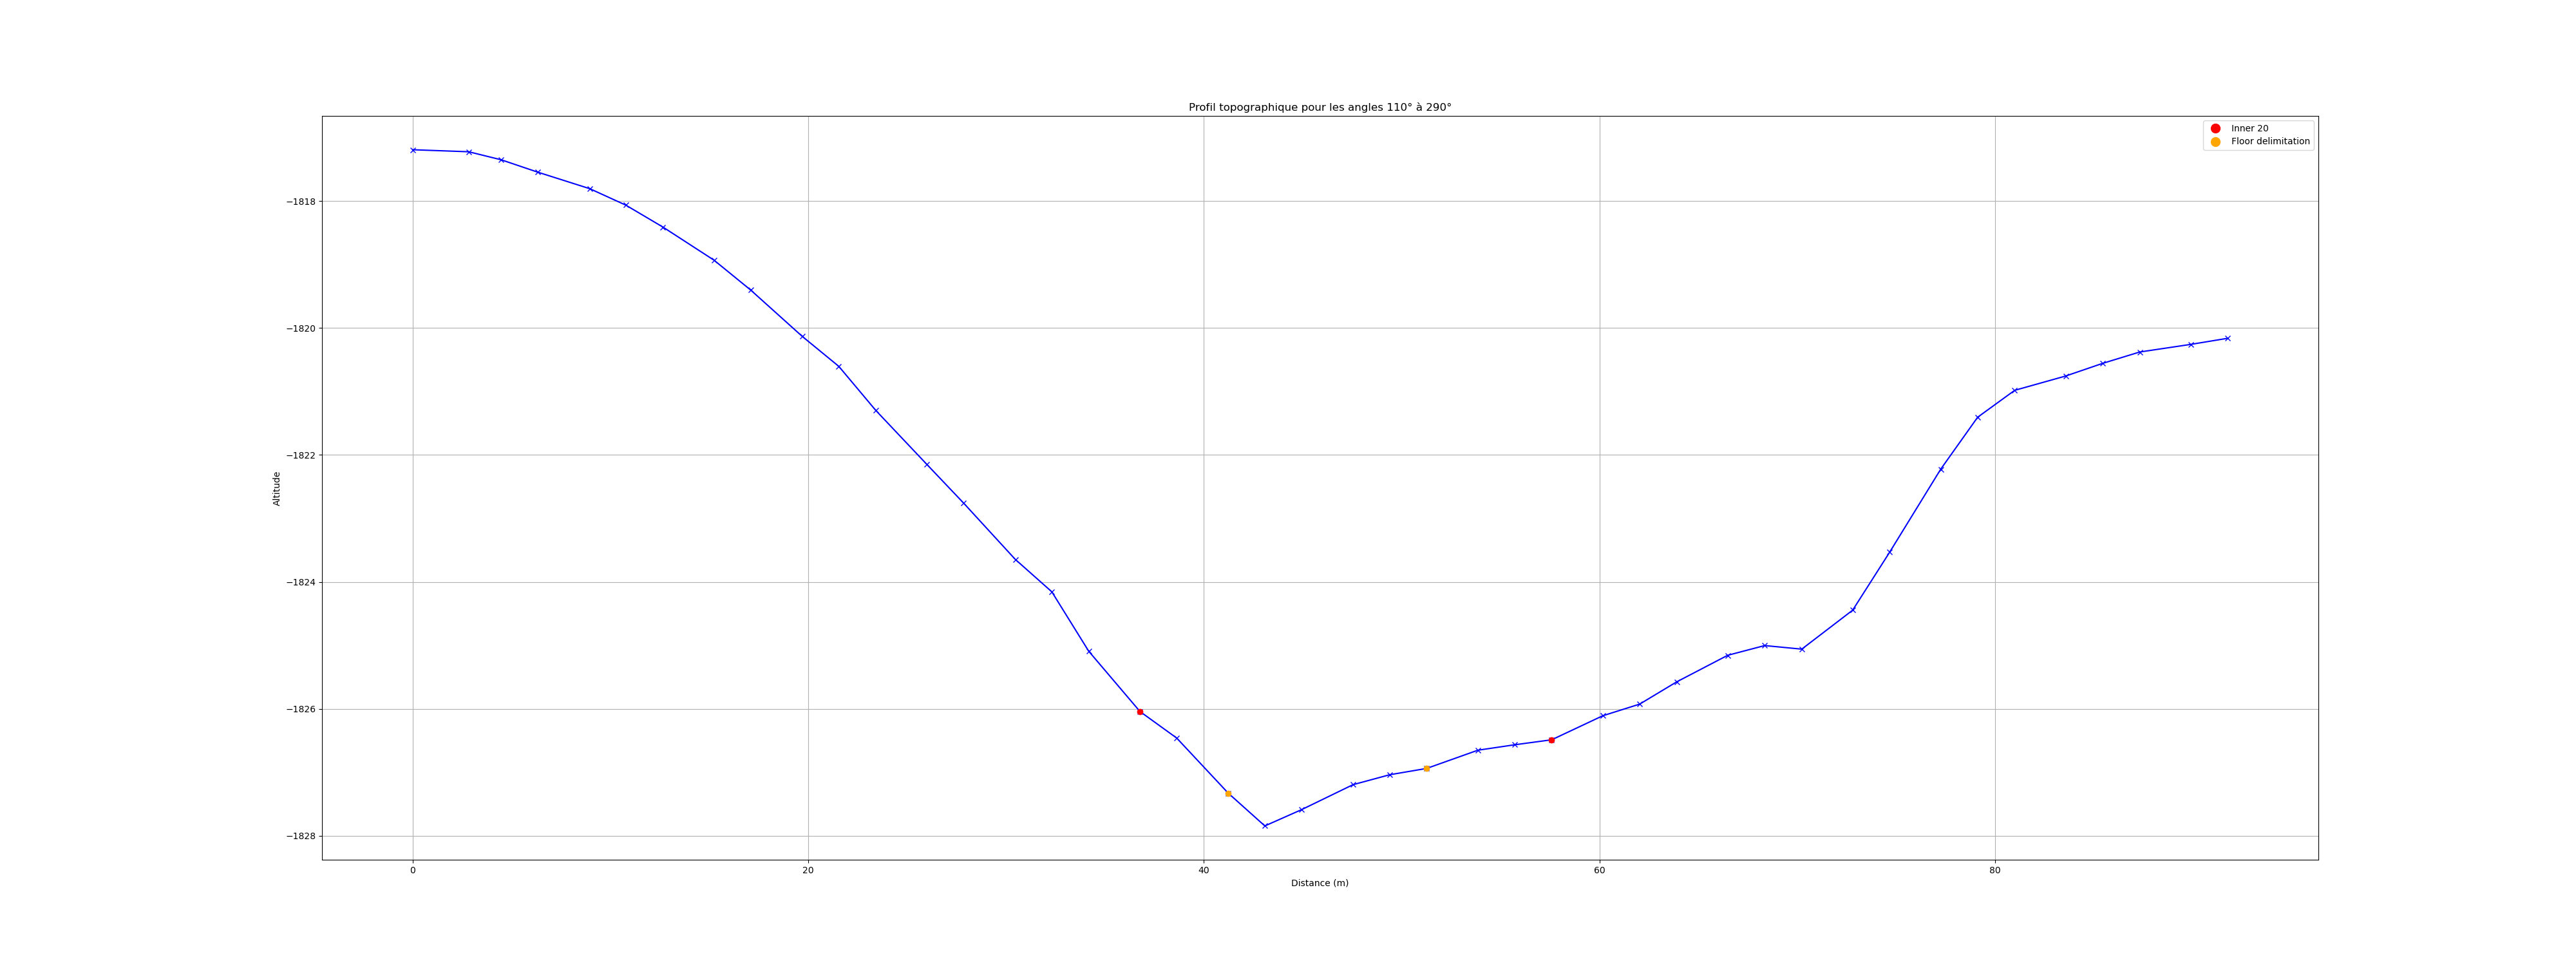 Profil topographique pour les angles 110° à 290°
Inner 20
Floor delimitation
Altitude
−1818
−1820
−1822
−1824
−1826
−1828
0
20
40
60
80
Distance (m)